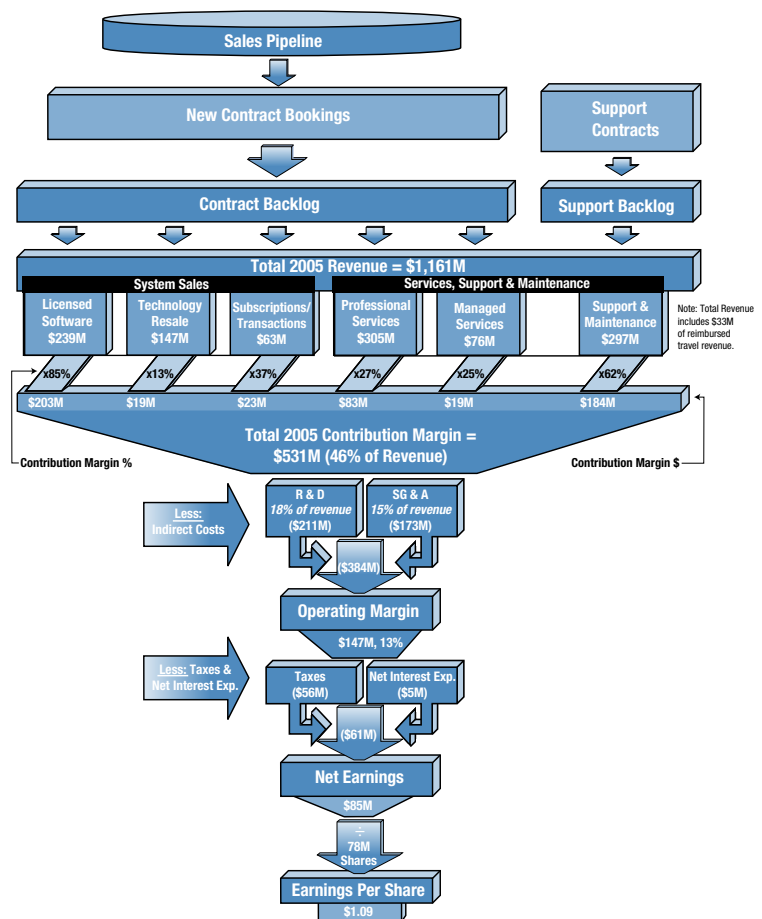 Sales Pipeline
New Contract Bookings
Support
Contracts
Contract Backlog
Support Backlog
Total 2005 Revenue = $1,161M
System Sales
Services, Support & Maintenance
Licensed
Software
$239M
Technology
Resale
$147M
Subscriptions/
Transactions
$63M
Professional
Services
$305M
Managed
Services
$76M
Support &
Maintenance
$297M
Note: Total Revenue
includes $33M
of reimbursed
travel revenue.
x85%
x13%
x37%
x27%
x25%
x62%
$203M
$19M
$23M
$83M
$19M
$184M
Total 2005 Contribution Margin =
$531M (46% of Revenue)
Contribution Margin %
Contribution Margin $
Less:
Indirect Costs
R & D
18% of revenue
($211M)
SG & A
15% of revenue
($173M)
($384M)
Operating Margin
$147M, 13%
Less: Taxes &
Net Interest Exp.
Taxes
($56M)
Net Interest Exp.
($5M)
($61M)
Net Earnings
$85M
÷
78M
Shares
Earnings Per Share
$1.09